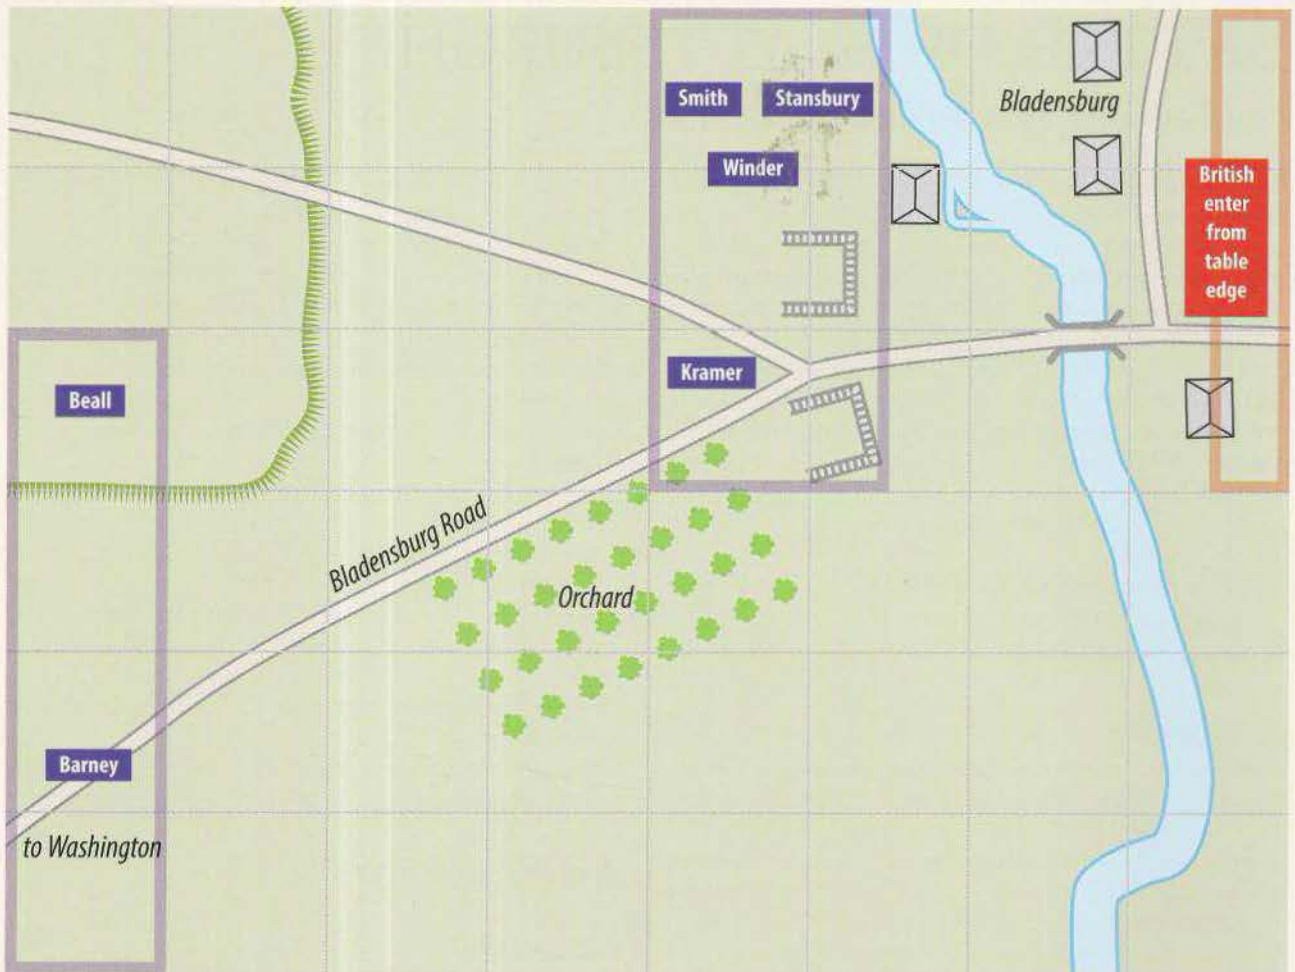 Smith
Stansbury
Bladensburg
Winder
British
enter
from
table
edge
Kramer
Beall
Bladensburg Road
Orchard
Barney
to Washington